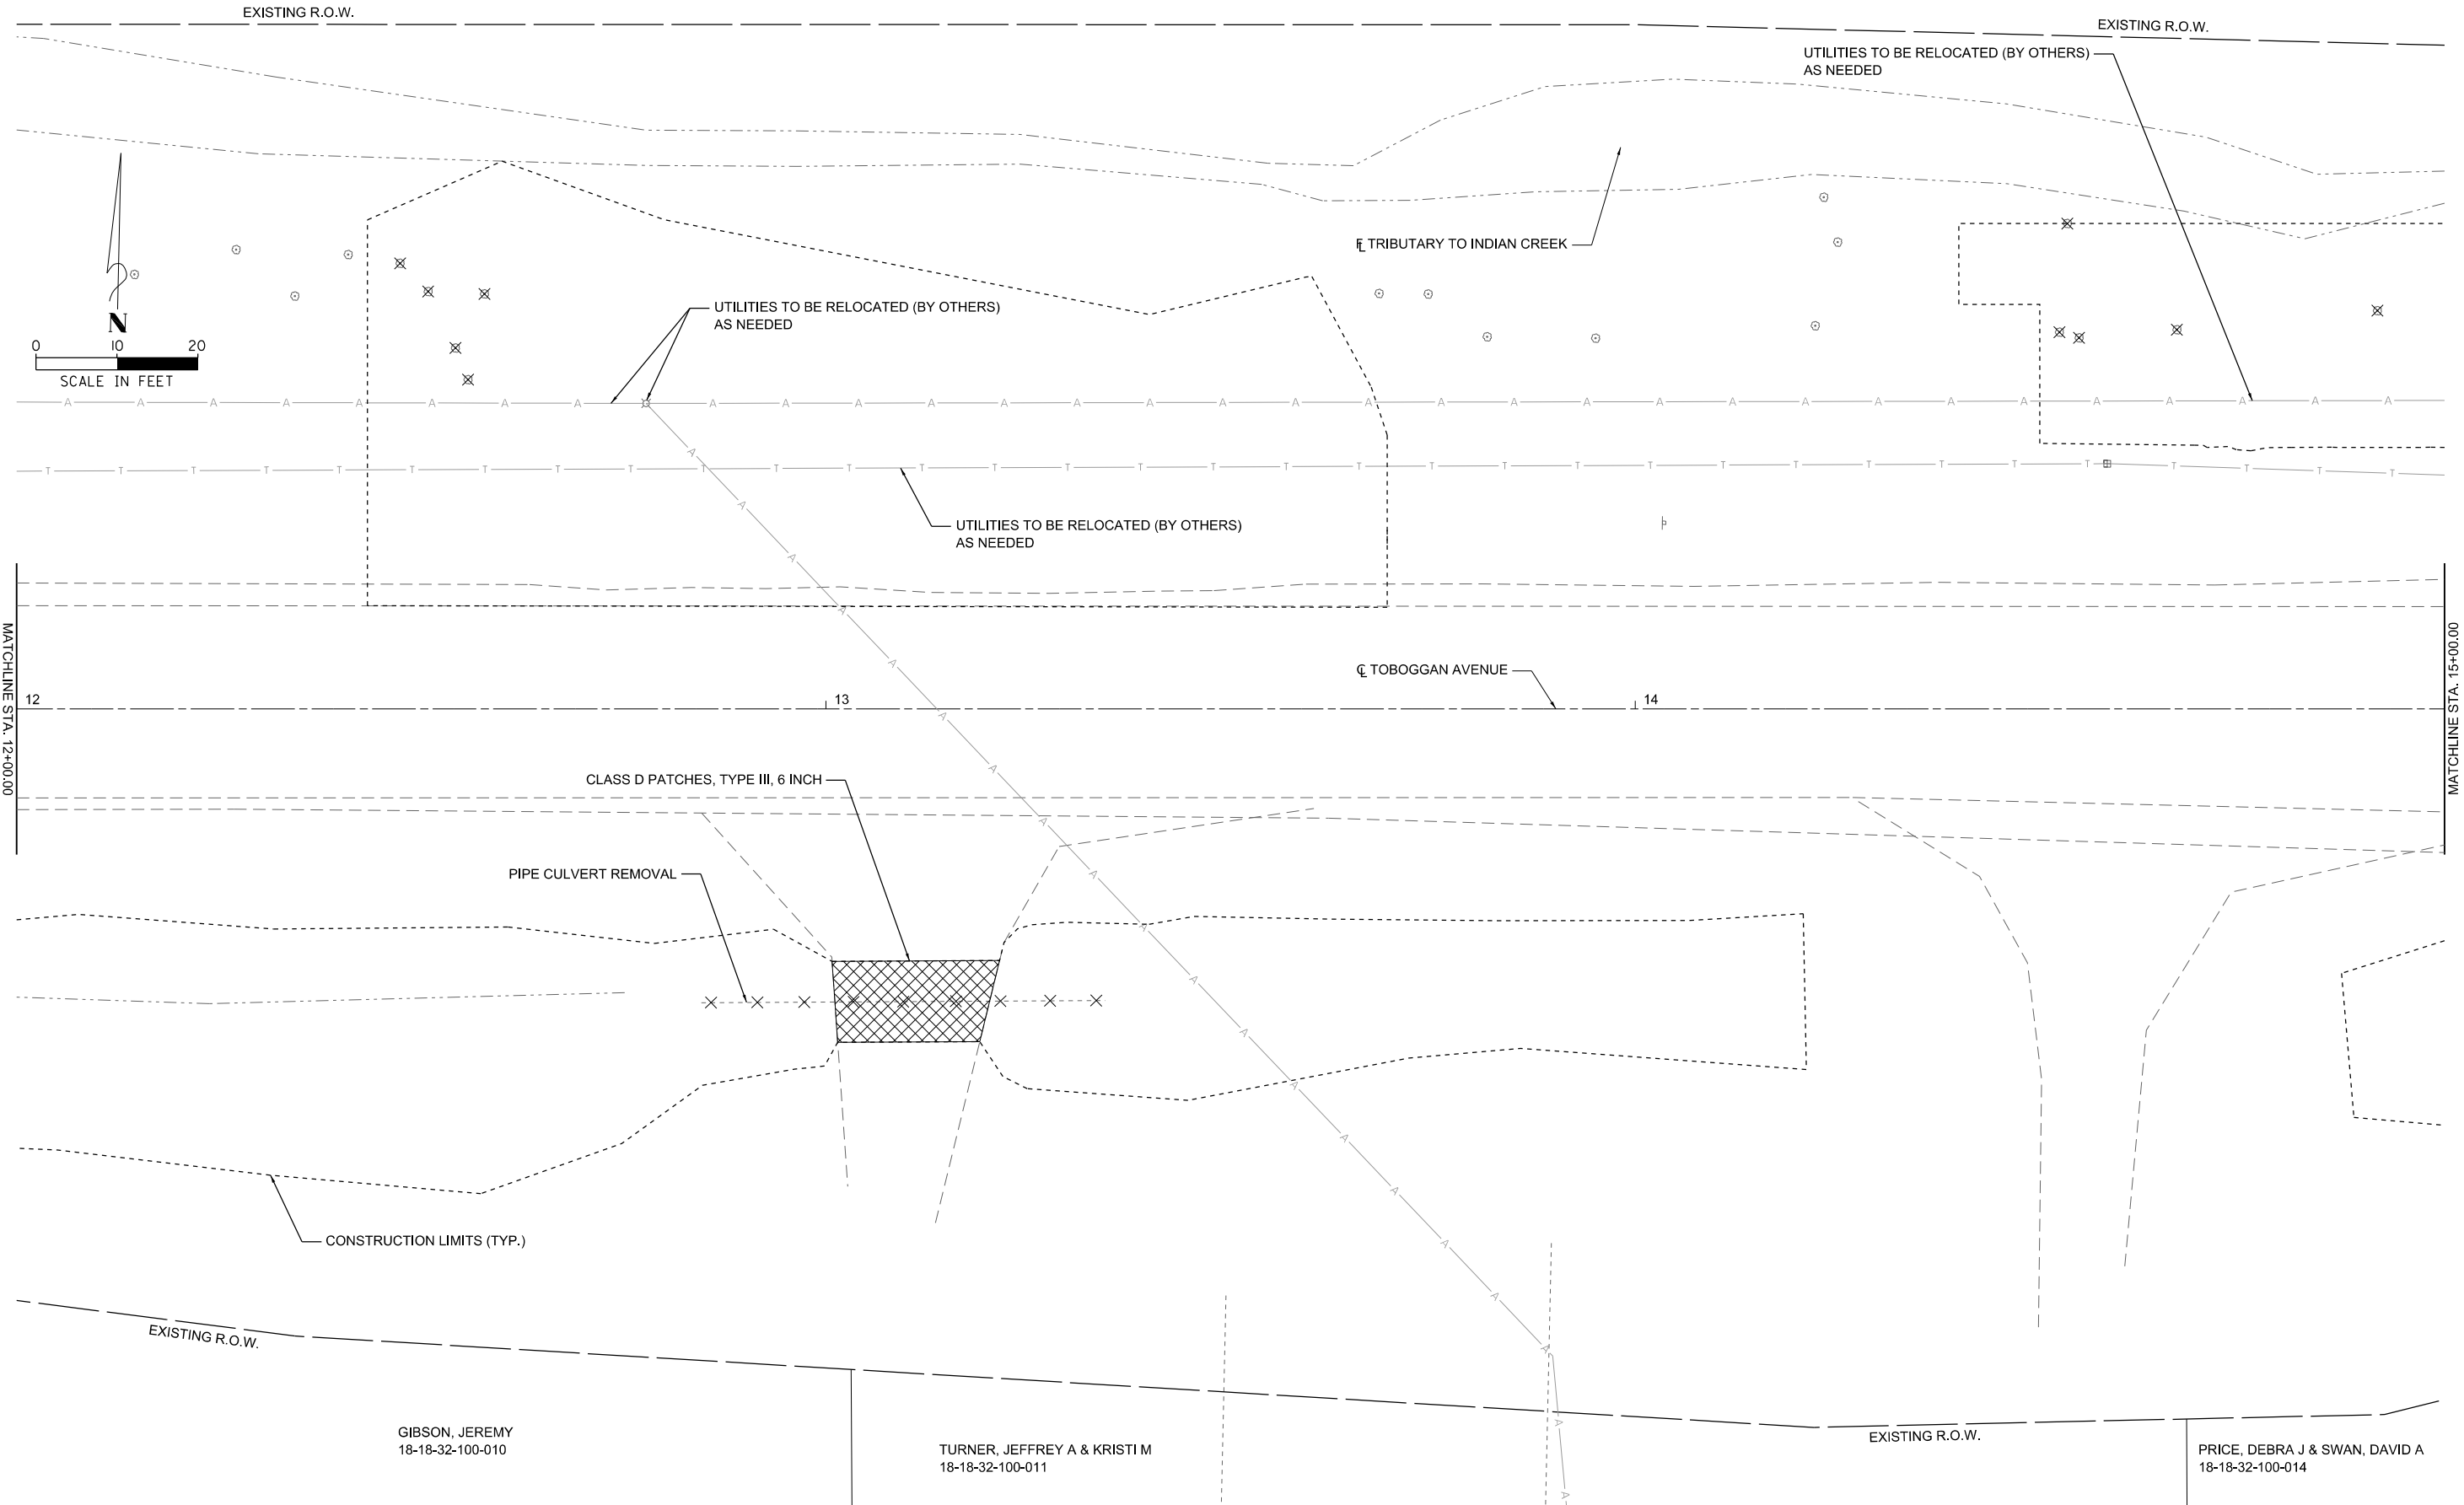 EXISTING R.O.W.
EXISTING R.O.W.
UTILITIES TO BE RELOCATED (BY OTHERS)
AS NEEDED
℄ TRIBUTARY TO INDIAN CREEK
UTILITIES TO BE RELOCATED (BY OTHERS)
AS NEEDED
N
0 10 20
SCALE IN FEET
A A A A A A A A A A A A A A A A A A A A A A A A A A A A A A A A
T T T T T T T T T T T T T T T T T T T T T T T T T T T T T T T T T
UTILITIES TO BE RELOCATED (BY OTHERS)
AS NEEDED
MATCHLINE STA. 12+00.00
MATCHLINE STA. 15+00.00
℄ TOBOGGAN AVENUE
12
13
14
CLASS D PATCHES, TYPE III, 6 INCH
PIPE CULVERT REMOVAL
CONSTRUCTION LIMITS (TYP.)
EXISTING R.O.W.
EXISTING R.O.W.
GIBSON, JEREMY
18-18-32-100-010
TURNER, JEFFREY A & KRISTI M
18-18-32-100-011
PRICE, DEBRA J & SWAN, DAVID A
18-18-32-100-014